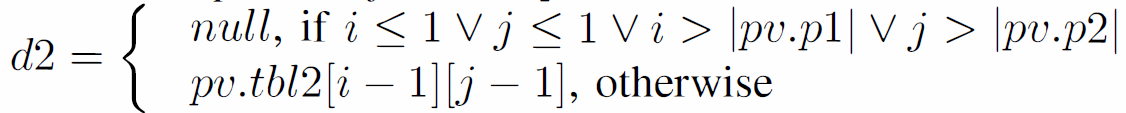 d2 = { null, if i ≤ 1 ∨ j ≤ 1 ∨ i > |pv.p1| ∨ j > |pv.p2|
pv.tbl2[i − 1][j − 1], otherwise